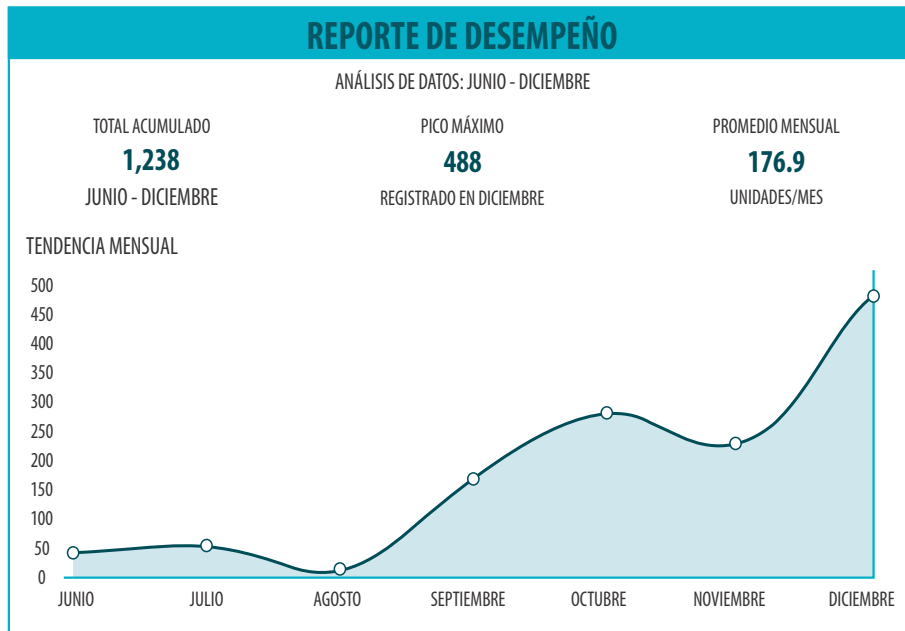 REPORTE DE DESEMPEÑO
ANÁLISIS DE DATOS: JUNIO - DICIEMBRE
TOTAL ACUMULADO
1,238
JUNIO - DICIEMBRE
PICO MÁXIMO
488
REGISTRADO EN DICIEMBRE
PROMEDIO MENSUAL
176.9
UNIDADES/MES
TENDENCIA MENSUAL
500
450
400
350
300
250
200
150
100
50
0
JUNIO JULIO AGOSTO SEPTIEMBRE OCTUBRE NOVIEMBRE DICIEMBRE